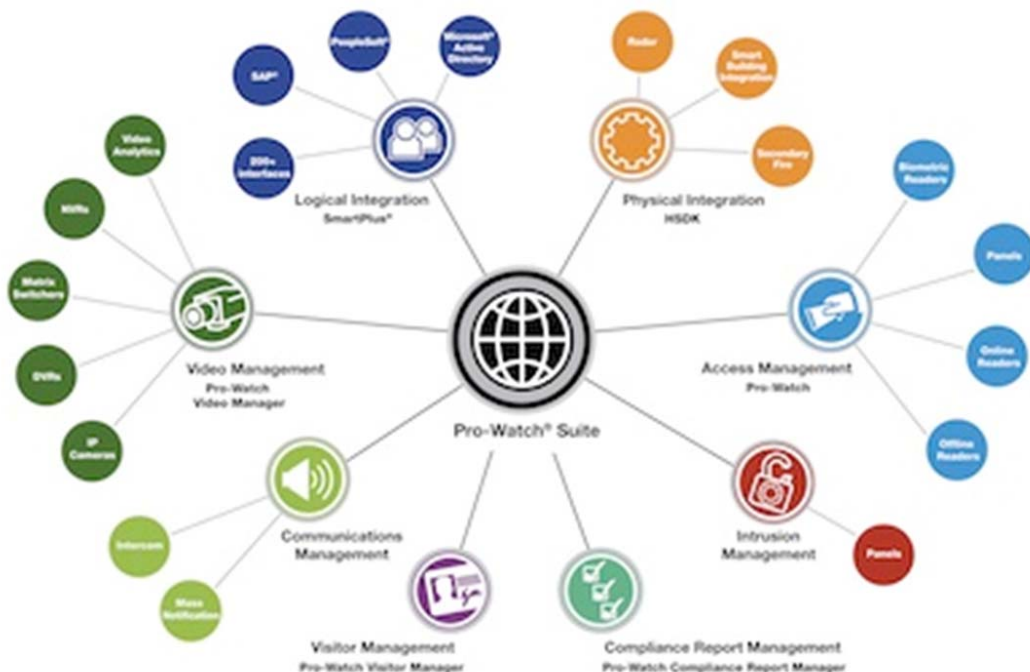 PeopleSoft®
Microsoft®
Active
Directory
SAP®
200+
Interfaces
Logical Integration
SmartPlus®
Radar
Smart
Building
Integration
Secondary
Fire
Physical Integration
HSDK
Video
Analytics
NVRs
Matrix
Switchers
DVRs
IP
Cameras
Video Management
Pro-Watch
Video Manager
Biometric
Readers
Panels
Online
Readers
Offline
Readers
Access Management
Pro-Watch
Pro-Watch® Suite
Intercom
Mass
Notification
Communications
Management
Intrusion
Management
Panels
Visitor Management
Pro-Watch Visitor Manager
Compliance Report Management
Pro-Watch Compliance Report Manager